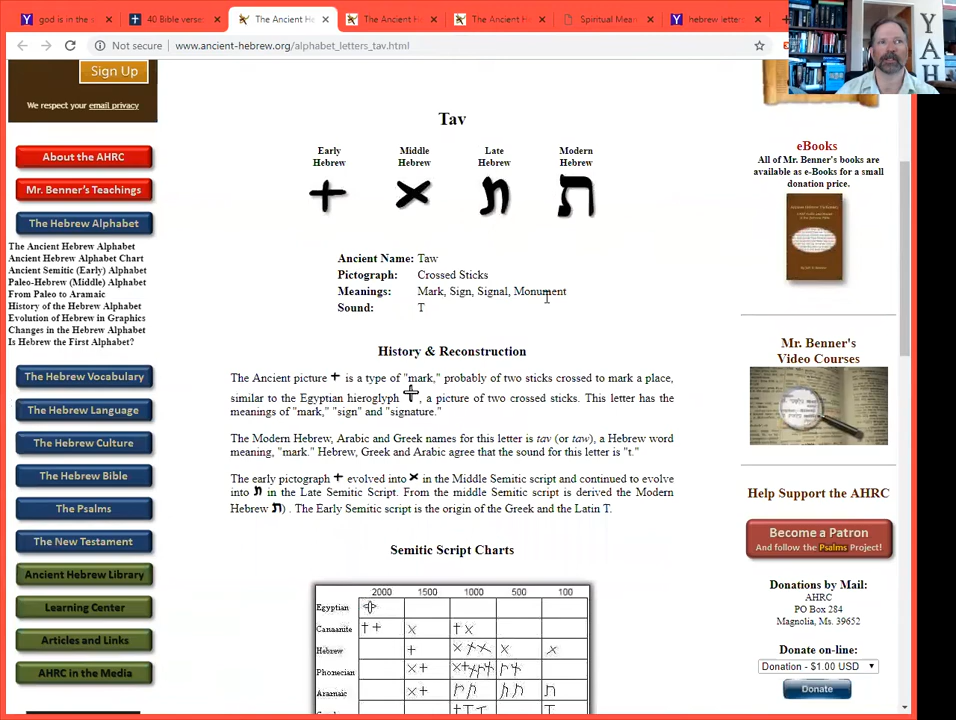 god is in the s
40 Bible verse:
The Ancient H
The Ancient H
The Ancient H
Spiritual Mean
hebrew letters
Not secure
www.ancient-hebrew.org/alphabet_letters_tav.html
YAH
Sign Up
We respect your email privacy
About the AHRC
Mr. Benner's Teachings
The Hebrew Alphabet
The Ancient Hebrew Alphabet
Ancient Hebrew Alphabet Chart
Ancient Semitic (Early) Alphabet
Paleo-Hebrew (Middle) Alphabet
From Paleo to Aramaic
History of the Hebrew Alphabet
Evolution of Hebrew in Graphics
Changes in the Hebrew Alphabet
Is Hebrew the First Alphabet?
The Hebrew Vocabulary
The Hebrew Language
The Hebrew Culture
The Hebrew Bible
The Psalms
The New Testament
Ancient Hebrew Library
Learning Center
Articles and Links
AHRC in the Media
Tav
Early Hebrew
Middle Hebrew
Late Hebrew
Modern Hebrew
+ × ת ת
Ancient Name: Taw
Pictograph: Crossed Sticks
Meanings: Mark, Sign, Signal, Monument
Sound: T
History & Reconstruction
The Ancient picture + is a type of "mark," probably of two sticks crossed to mark a place,
similar to the Egyptian hieroglyph , a picture of two crossed sticks. This letter has the
meanings of "mark," "sign" and "signature."
The Modern Hebrew, Arabic and Greek names for this letter is tav (or taw), a Hebrew word
meaning, "mark." Hebrew, Greek and Arabic agree that the sound for this letter is "t."
The early pictograph + evolved into × in the Middle Semitic script and continued to evolve
into ת in the Late Semitic Script. From the middle Semitic script is derived the Modern
Hebrew ת) . The Early Semitic script is the origin of the Greek and the Latin T.
Semitic Script Charts
2000 1500 1000 500 100
Egyptian
Canaanite
Hebrew
Phonecian
Aramaic
eBooks
All of Mr. Benner's books are
available as e-Books for a small
donation price.
Mr. Benner's
Video Courses
Help Support the AHRC
Become a Patron
And follow the Psalms Project!
Donations by Mail:
AHRC
PO Box 284
Magnolia, Ms. 39652
Donate on-line:
Donation - $1.00 USD
Donate